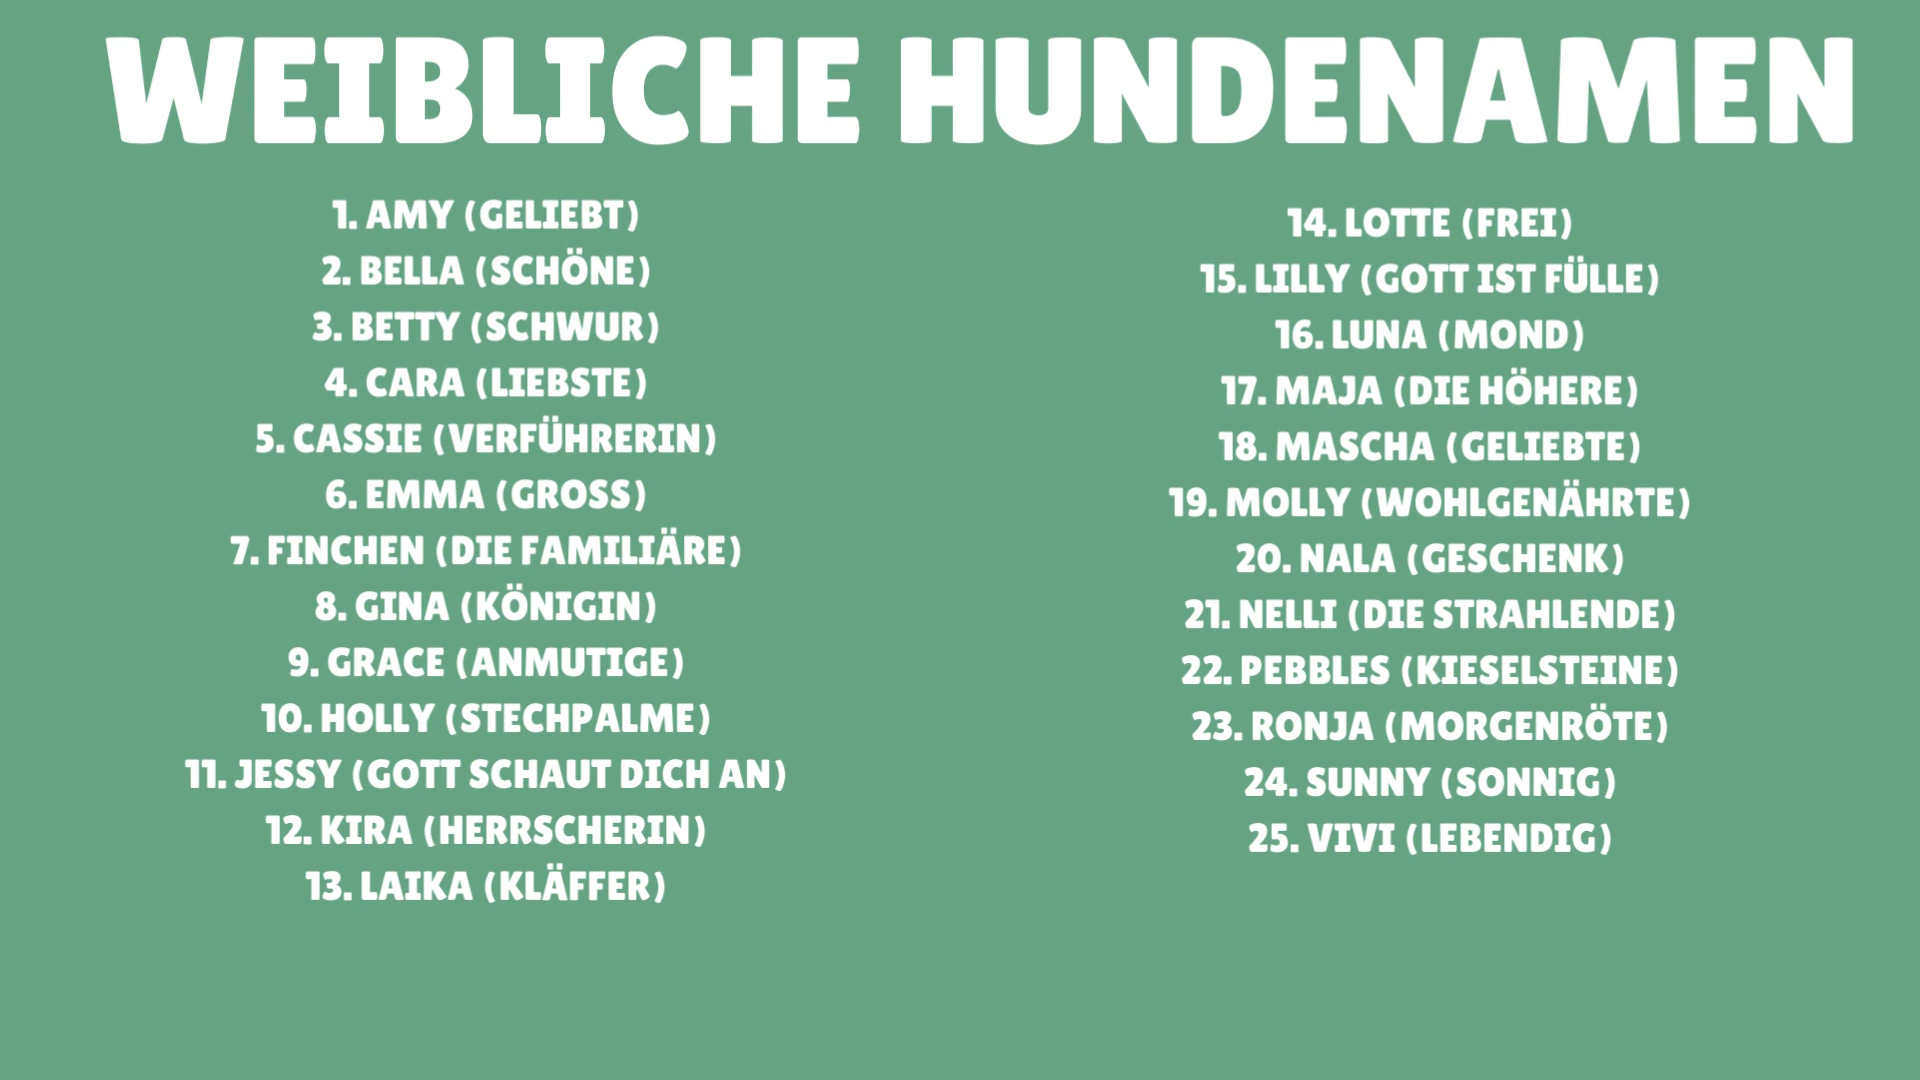 WEIBLICHE HUNDENAMEN
1. AMY (GELIEBT)
2. BELLA (SCHÖNE)
3. BETTY (SCHWUR)
4. CARA (LIEBSTE)
5. CASSIE (VERFÜHRERIN)
6. EMMA (GROSS)
7. FINCHEN (DIE FAMILIÄRE)
8. GINA (KÖNIGIN)
9. GRACE (ANMUTIGE)
10. HOLLY (STECHPALME)
11. JESSY (GOTT SCHAUT DICH AN)
12. KIRA (HERRSCHERIN)
13. LAIKA (KLÄFFER)
14. LOTTE (FREI)
15. LILLY (GOTT IST FÜLLE)
16. LUNA (MOND)
17. MAJA (DIE HÖHERE)
18. MASCHA (GELIEBTE)
19. MOLLY (WOHLGENÄHRTE)
20. NALA (GESCHENK)
21. NELLI (DIE STRAHLENDE)
22. PEBBLES (KIESELSTEINE)
23. RONJA (MORGENRÖTE)
24. SUNNY (SONNIG)
25. VIVI (LEBENDIG)